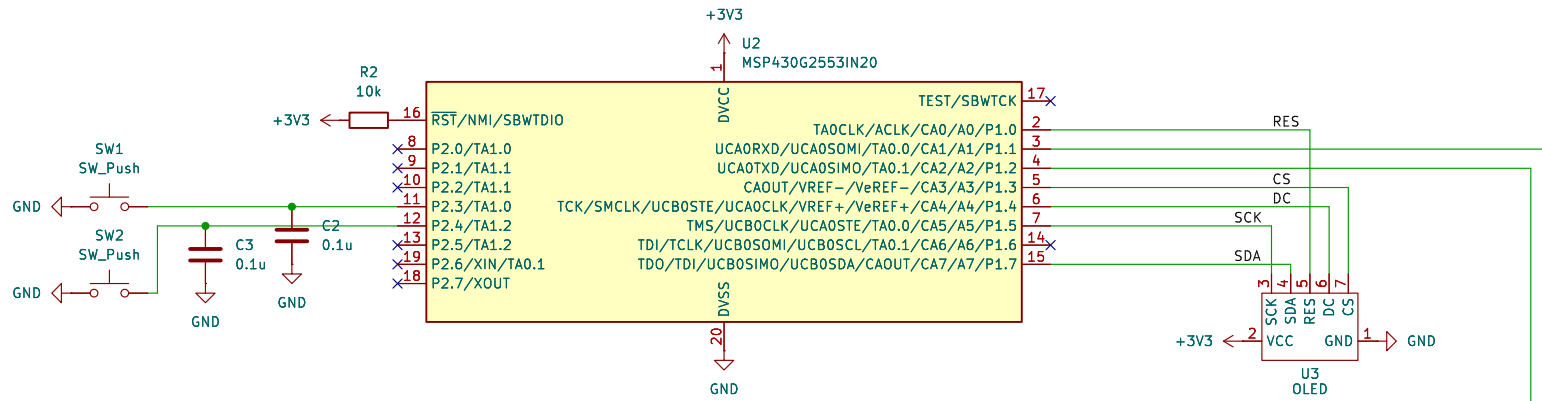 +3V3
U2
MSP430G2553IN20
1
DVCC
R2
10k
+3V3
16 RST/NMI/SBWTDIO
8 P2.0/TA1.0
9 P2.1/TA1.1
10 P2.2/TA1.1
11 P2.3/TA1.0
12 P2.4/TA1.2
13 P2.5/TA1.2
19 P2.6/XIN/TA0.1
18 P2.7/XOUT
TEST/SBWTCK 17
TA0CLK/ACLK/CA0/A0/P1.0 2
UCA0RXD/UCA0SOMI/TA0.0/CA1/A1/P1.1 3
UCA0TXD/UCA0SIMO/TA0.1/CA2/A2/P1.2 4
CAOUT/VREF-/VeREF-/CA3/A3/P1.3 5
TCK/SMCLK/UCB0STE/UCA0CLK/VREF+/VeREF+/CA4/A4/P1.4 6
TMS/UCB0CLK/UCA0STE/TA0.0/CA5/A5/P1.5 7
TDI/TCLK/UCB0SOMI/UCB0SCL/TA0.1/CA6/A6/P1.6 14
TDO/TDI/UCB0SIMO/UCB0SDA/CAOUT/CA7/A7/P1.7 15
DVSS
20
GND
SW1
SW_Push
GND
SW2
SW_Push
GND
C3
0.1u
GND
C2
0.1u
GND
RES
CS
DC
SCK
SDA
3 SCK
4 SDA
5 RES
6 DC
7 CS
+3V3
2 VCC
GND 1
GND
U3
OLED